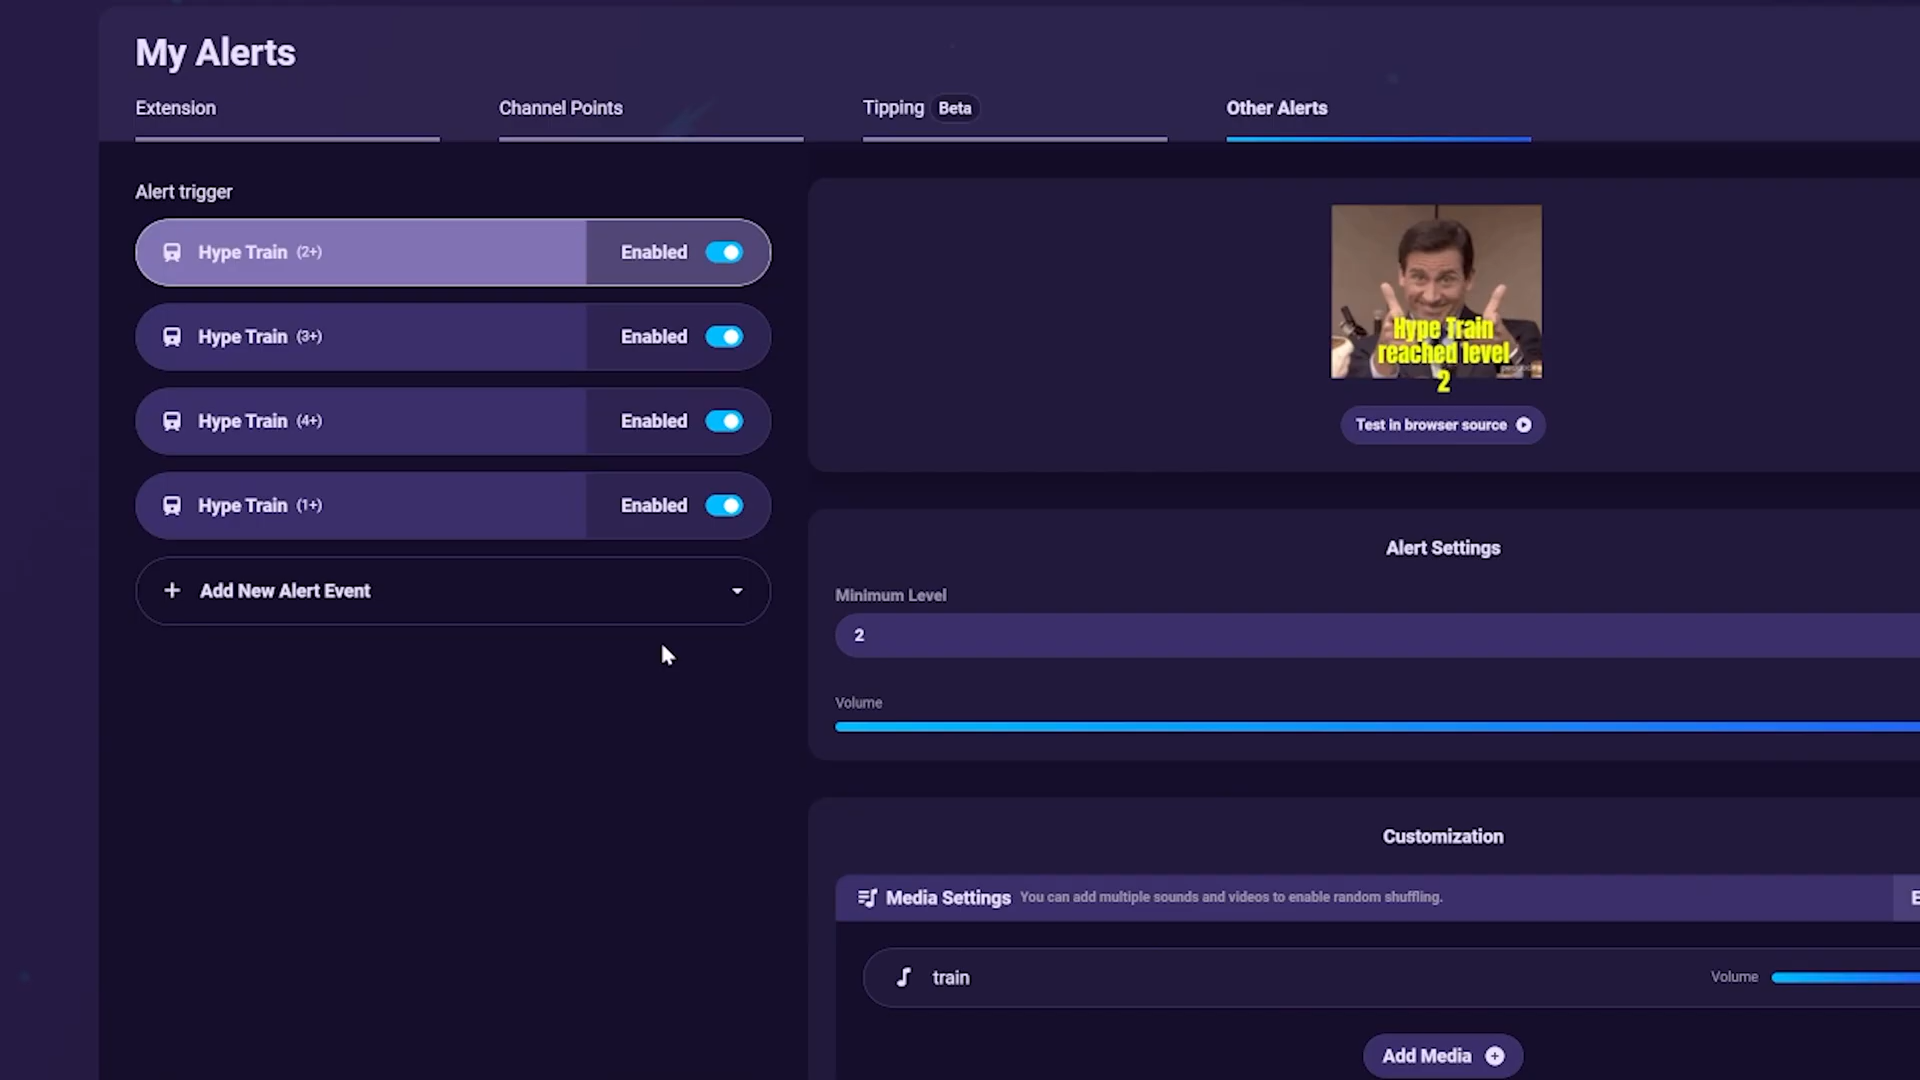 My Alerts
Extension
Channel Points
Tipping Beta
Other Alerts
Alert trigger
Hype Train (2+) Enabled
Hype Train (3+) Enabled
Hype Train (4+) Enabled
Hype Train (1+) Enabled
Add New Alert Event
Hype Train
reached level
2
Test in browser source
Alert Settings
Minimum Level
2
Volume
Customization
Media Settings You can add multiple sounds and videos to enable random shuffling.
train Volume
Add Media